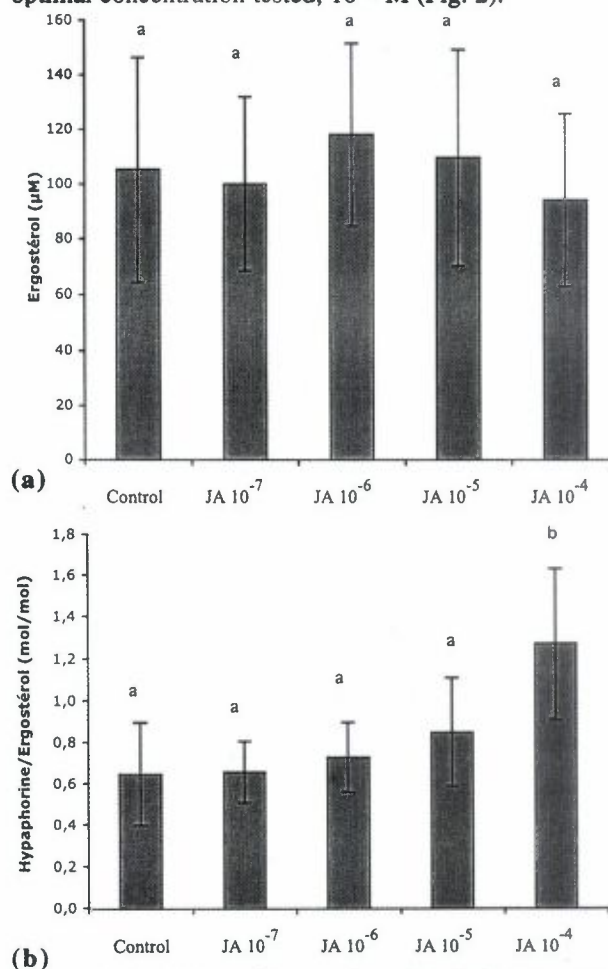 optimal concentration tested, 10 M (Fig. 2).
160
140
120
100
80
60
40
20
0
Ergostérol (µM)
a
a
a
a
a
(a)
Control JA 10⁻⁷ JA 10⁻⁶ JA 10⁻⁵ JA 10⁻⁴
1,8
1,6
1,4
1,2
1,0
0,8
0,6
0,4
0,2
0,0
Hypaphorine/Ergostérol (mol/mol)
a
a
a
a
b
(b)
Control JA 10⁻⁷ JA 10⁻⁶ JA 10⁻⁵ JA 10⁻⁴